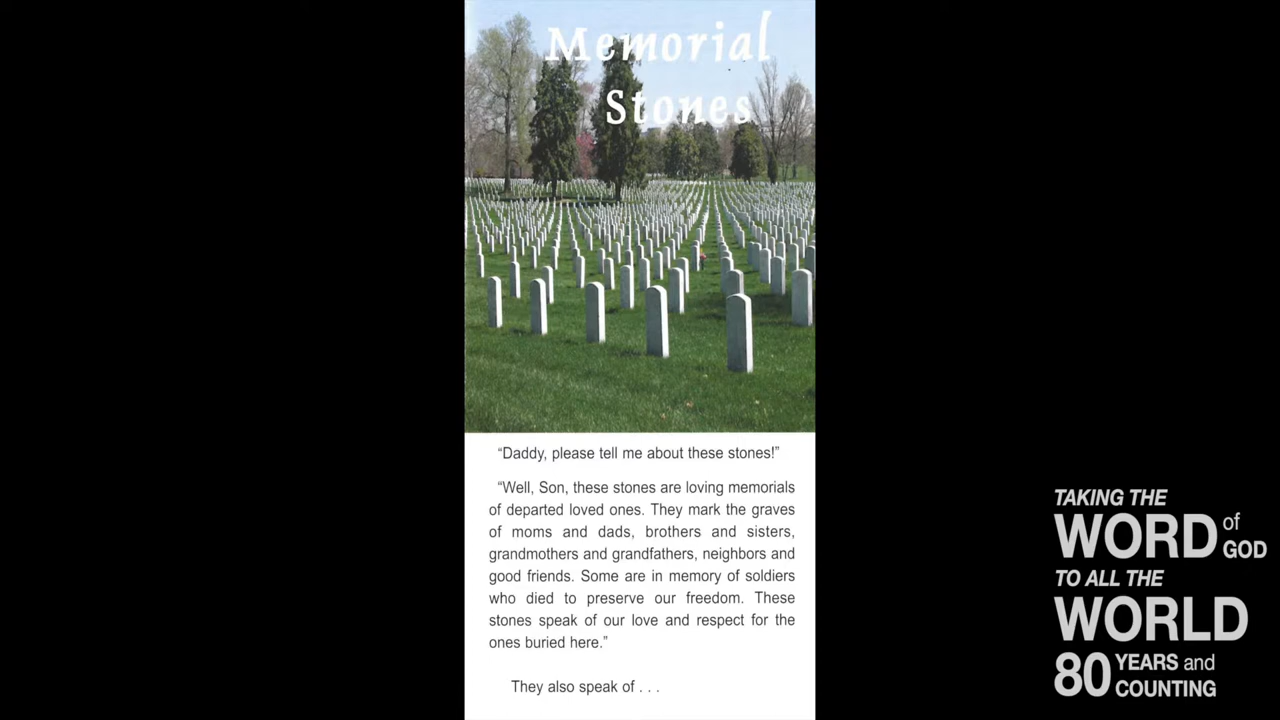 Memorial
Stones
“Daddy, please tell me about these stones!”
“Well, Son, these stones are loving memorials
of departed loved ones. They mark the graves
of moms and dads, brothers and sisters,
grandmothers and grandfathers, neighbors and
good friends. Some are in memory of soldiers
who died to preserve our freedom. These
stones speak of our love and respect for the
ones buried here.”
They also speak of . . .
TAKING THE
WORD of GOD
TO ALL THE
WORLD
80 YEARS and
COUNTING